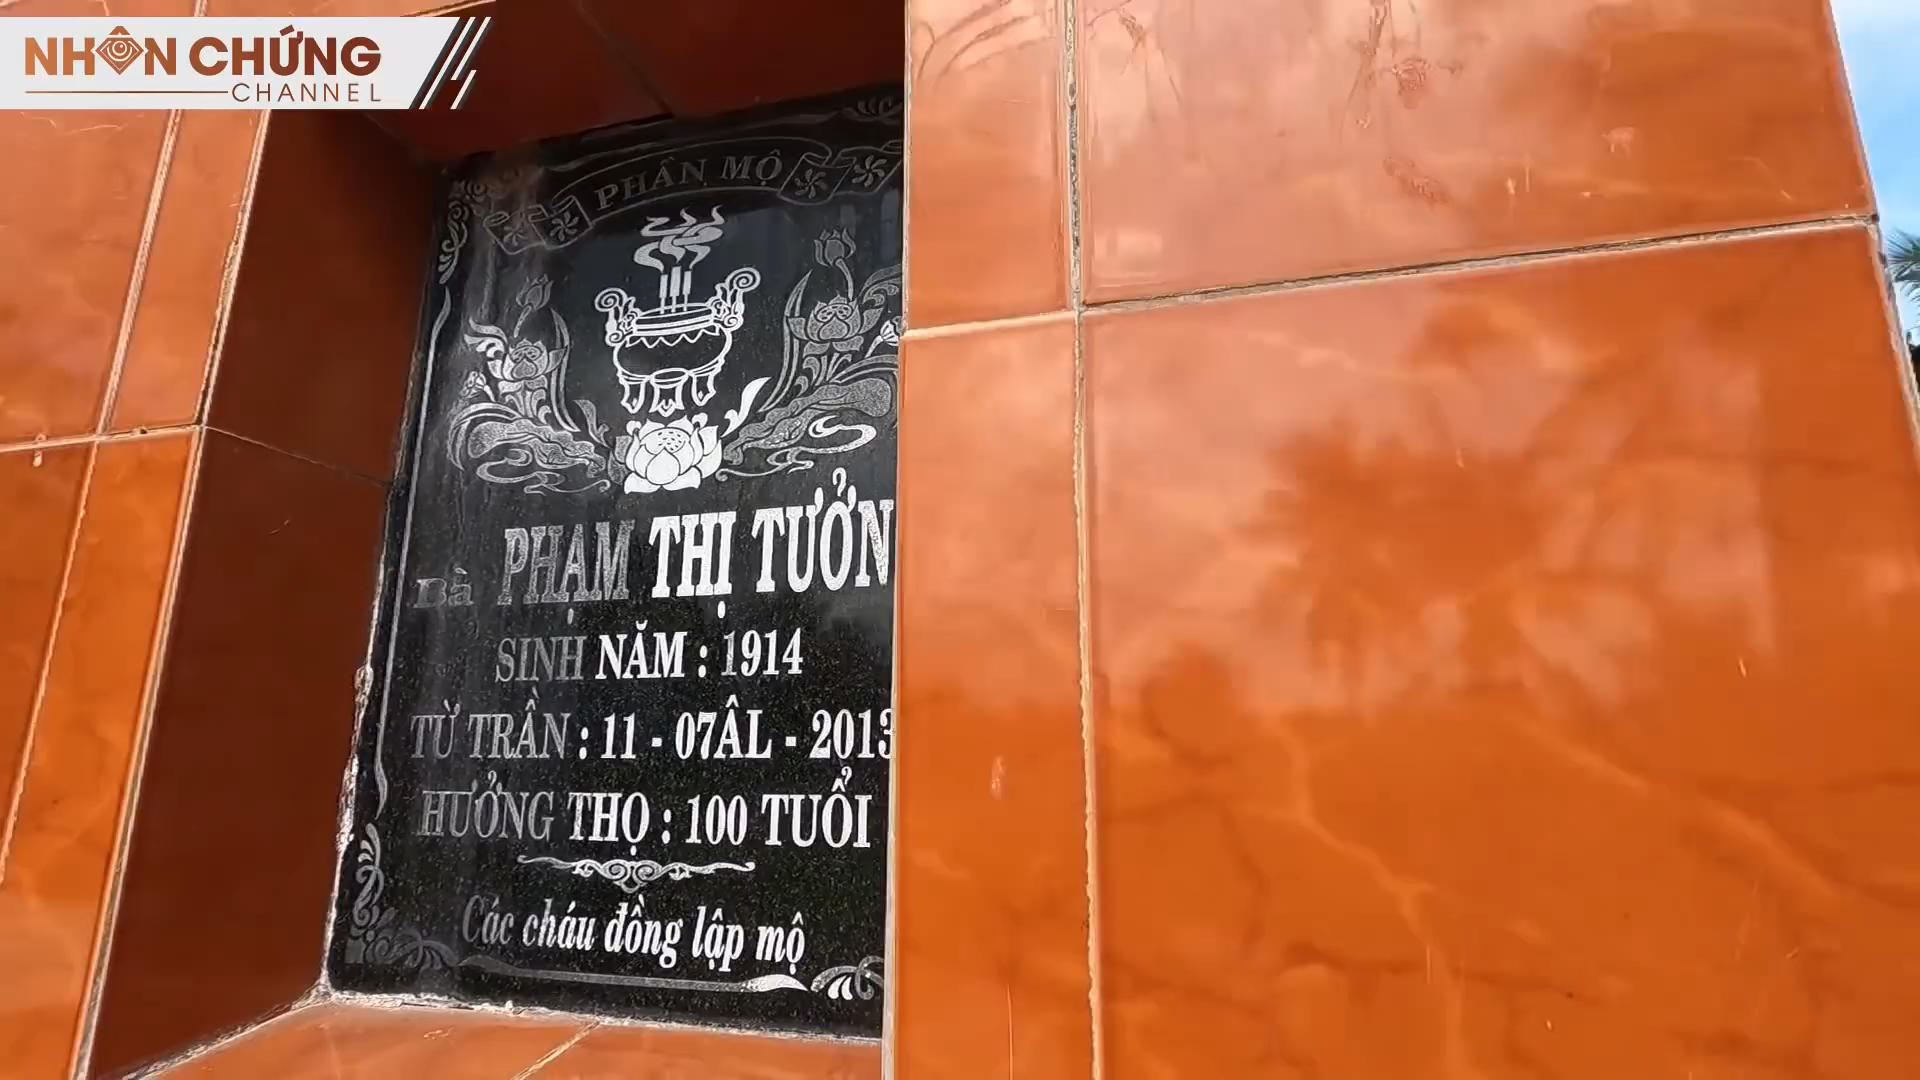 NHÂN CHỨNG
CHANNEL
PHẦN MỘ
Bà PHẠM THỊ TƯỞN
SINH NĂM : 1914
TỪ TRẦN : 11 - 07ÂL - 2013
HƯỞNG THỌ : 100 TUỔI
Các cháu đồng lập mộ